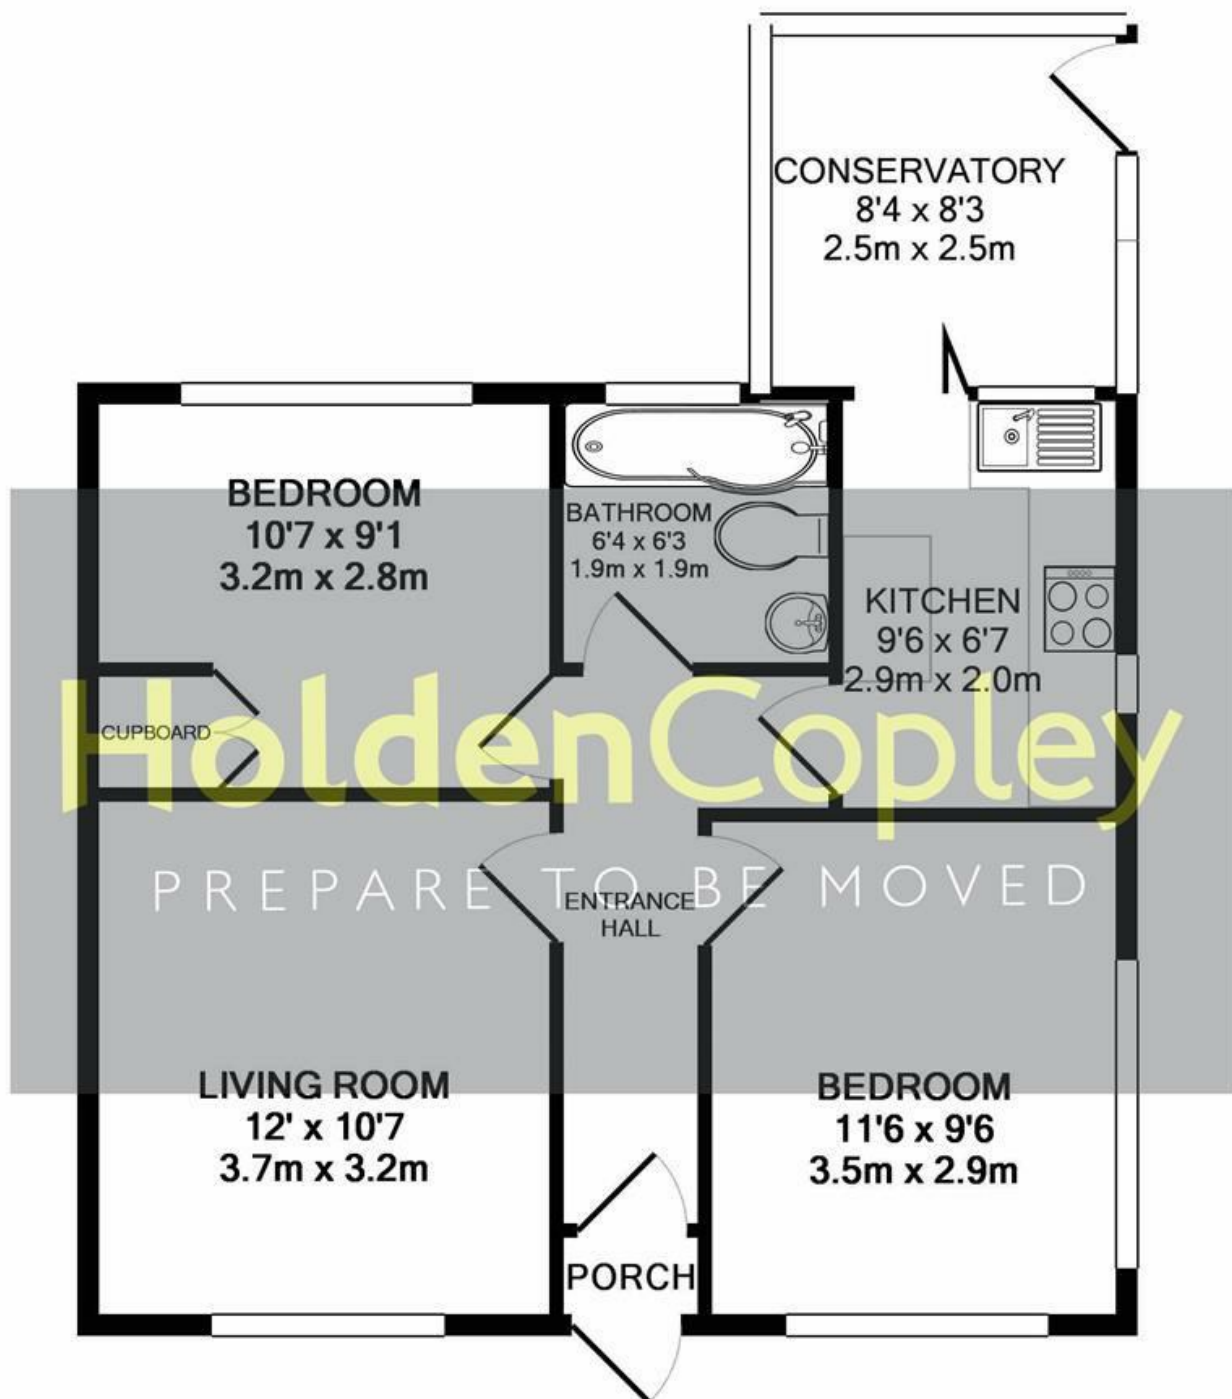 CONSERVATORY
8'4 x 8'3
2.5m x 2.5m
BEDROOM
10'7 x 9'1
3.2m x 2.8m
BATHROOM
6'4 x 6'3
1.9m x 1.9m
KITCHEN
9'6 x 6'7
2.9m x 2.0m
CUPBOARD
HoldenCopley
PREPARE TO BE MOVED
ENTRANCE
HALL
LIVING ROOM
12' x 10'7
3.7m x 3.2m
BEDROOM
11'6 x 9'6
3.5m x 2.9m
PORCH